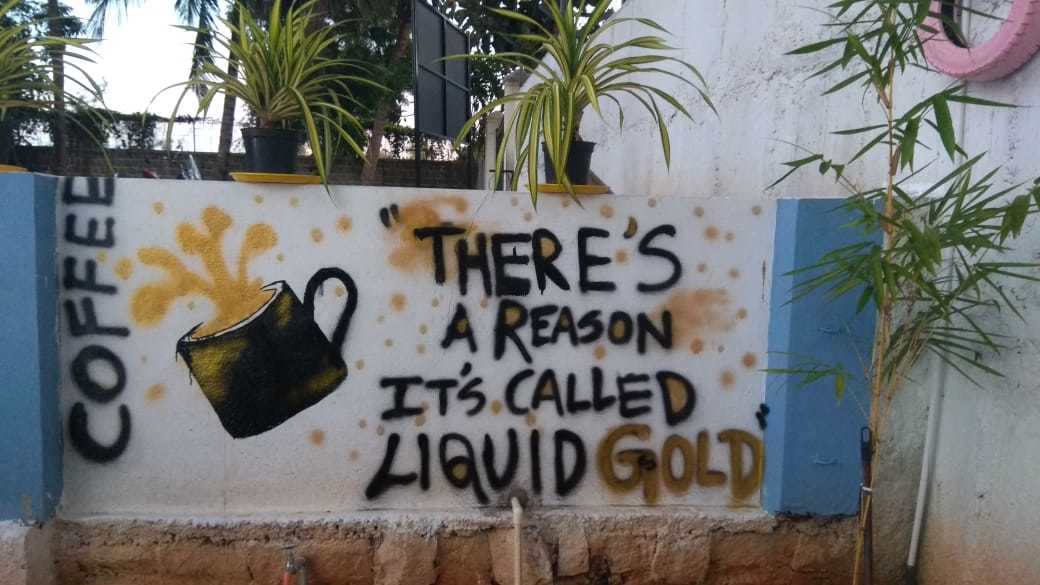 COFFEE
"THERE'S
A REASON
IT'S CALLED
LIQUID GOLD"